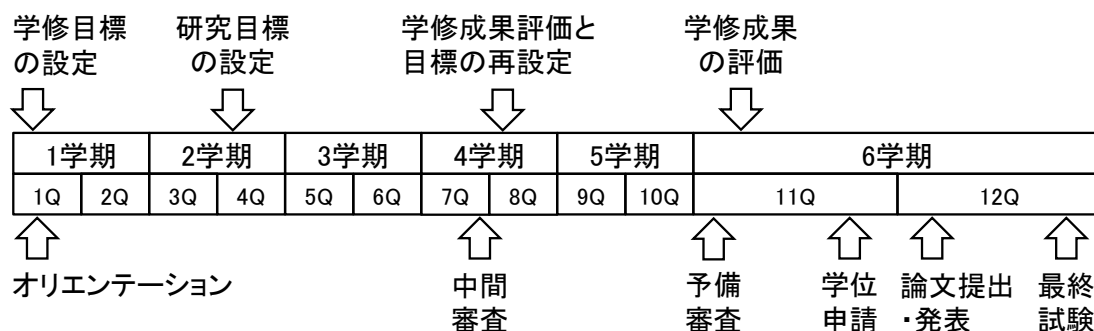 学修目標
の設定
研究目標
の設定
学修成果評価と
目標の再設定
学修成果
の評価
1学期 2学期 3学期 4学期 5学期 6学期
1Q 2Q 3Q 4Q 5Q 6Q 7Q 8Q 9Q 10Q 11Q 12Q
オリエンテーション
中間
審査
予備
審査
学位
申請
論文提出
・発表
最終
試験